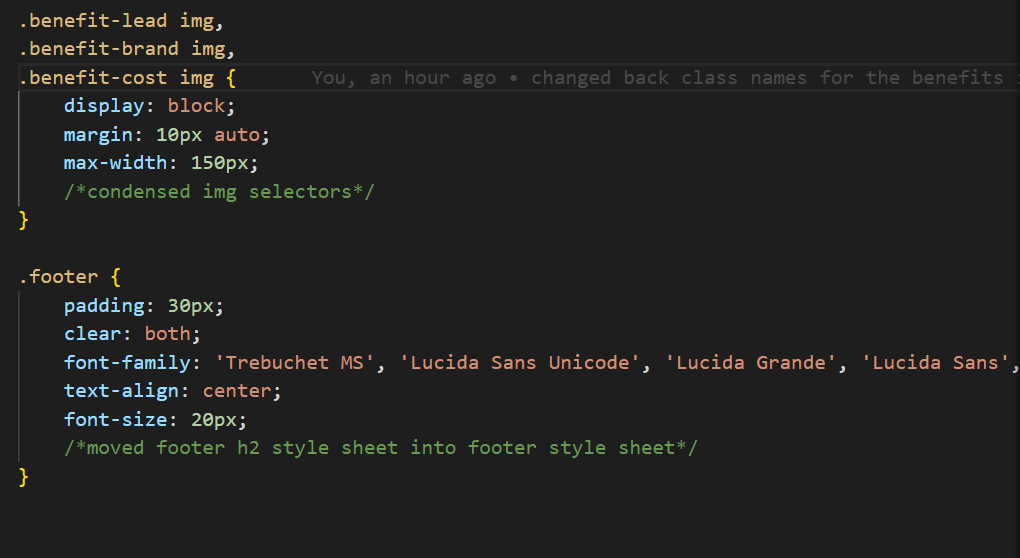 .benefit-lead img,
.benefit-brand img,
.benefit-cost img { You, an hour ago • changed back class names for the benefits
display: block;
margin: 10px auto;
max-width: 150px;
/*condensed img selectors*/
}
.footer {
padding: 30px;
clear: both;
font-family: 'Trebuchet MS', 'Lucida Sans Unicode', 'Lucida Grande', 'Lucida Sans',
text-align: center;
font-size: 20px;
/*moved footer h2 style sheet into footer style sheet*/
}